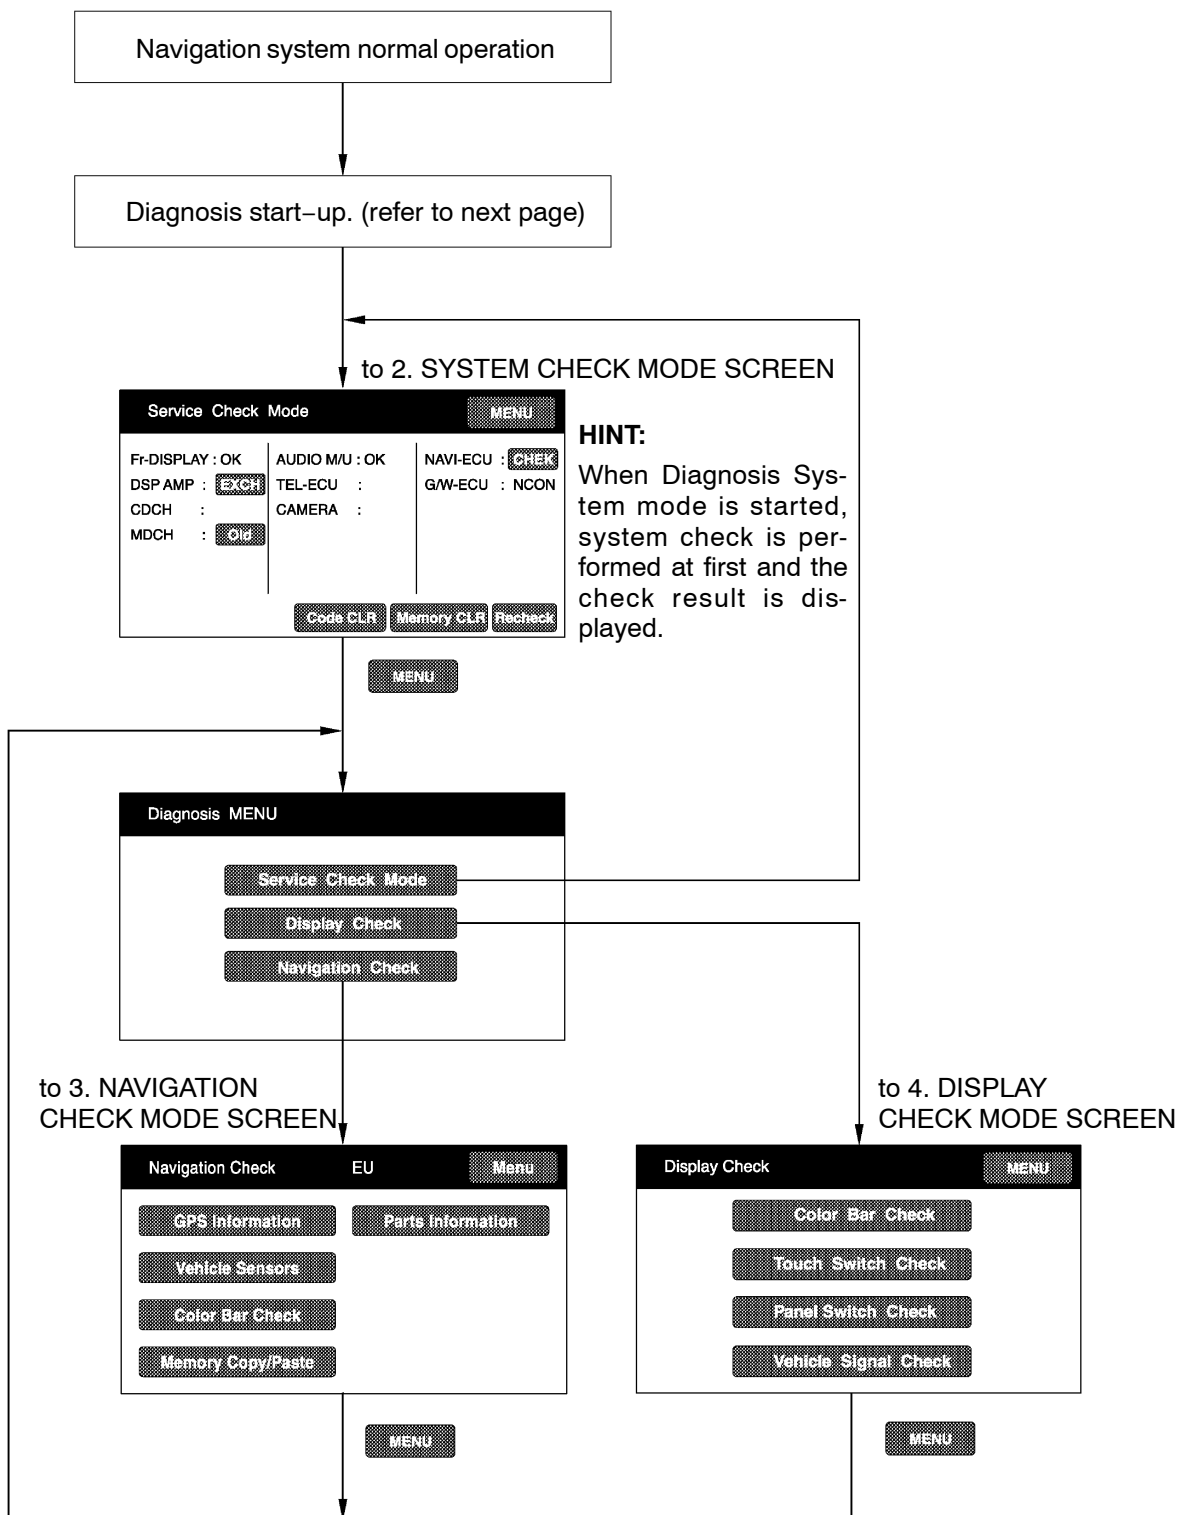 Navigation system normal operation
Diagnosis start-up. (refer to next page)
to 2. SYSTEM CHECK MODE SCREEN
Service Check Mode MENU
Fr-DISPLAY : OK AUDIO M/U : OK NAVI-ECU : CHEK
DSP AMP : EXCH TEL-ECU : G/W-ECU : NCON
CDCH : CAMERA :
MDCH : Old
Code CLR Memory CLR Recheck
HINT:
When Diagnosis Sys-
tem mode is started,
system check is per-
formed at first and the
check result is dis-
played.
MENU
Diagnosis MENU
Service Check Mode
Display Check
Navigation Check
to 3. NAVIGATION
CHECK MODE SCREEN
to 4. DISPLAY
CHECK MODE SCREEN
Navigation Check EU Menu
GPS Information Parts Information
Vehicle Sensors
Color Bar Check
Memory Copy/Paste
MENU
Display Check MENU
Color Bar Check
Touch Switch Check
Panel Switch Check
Vehicle Signal Check
MENU